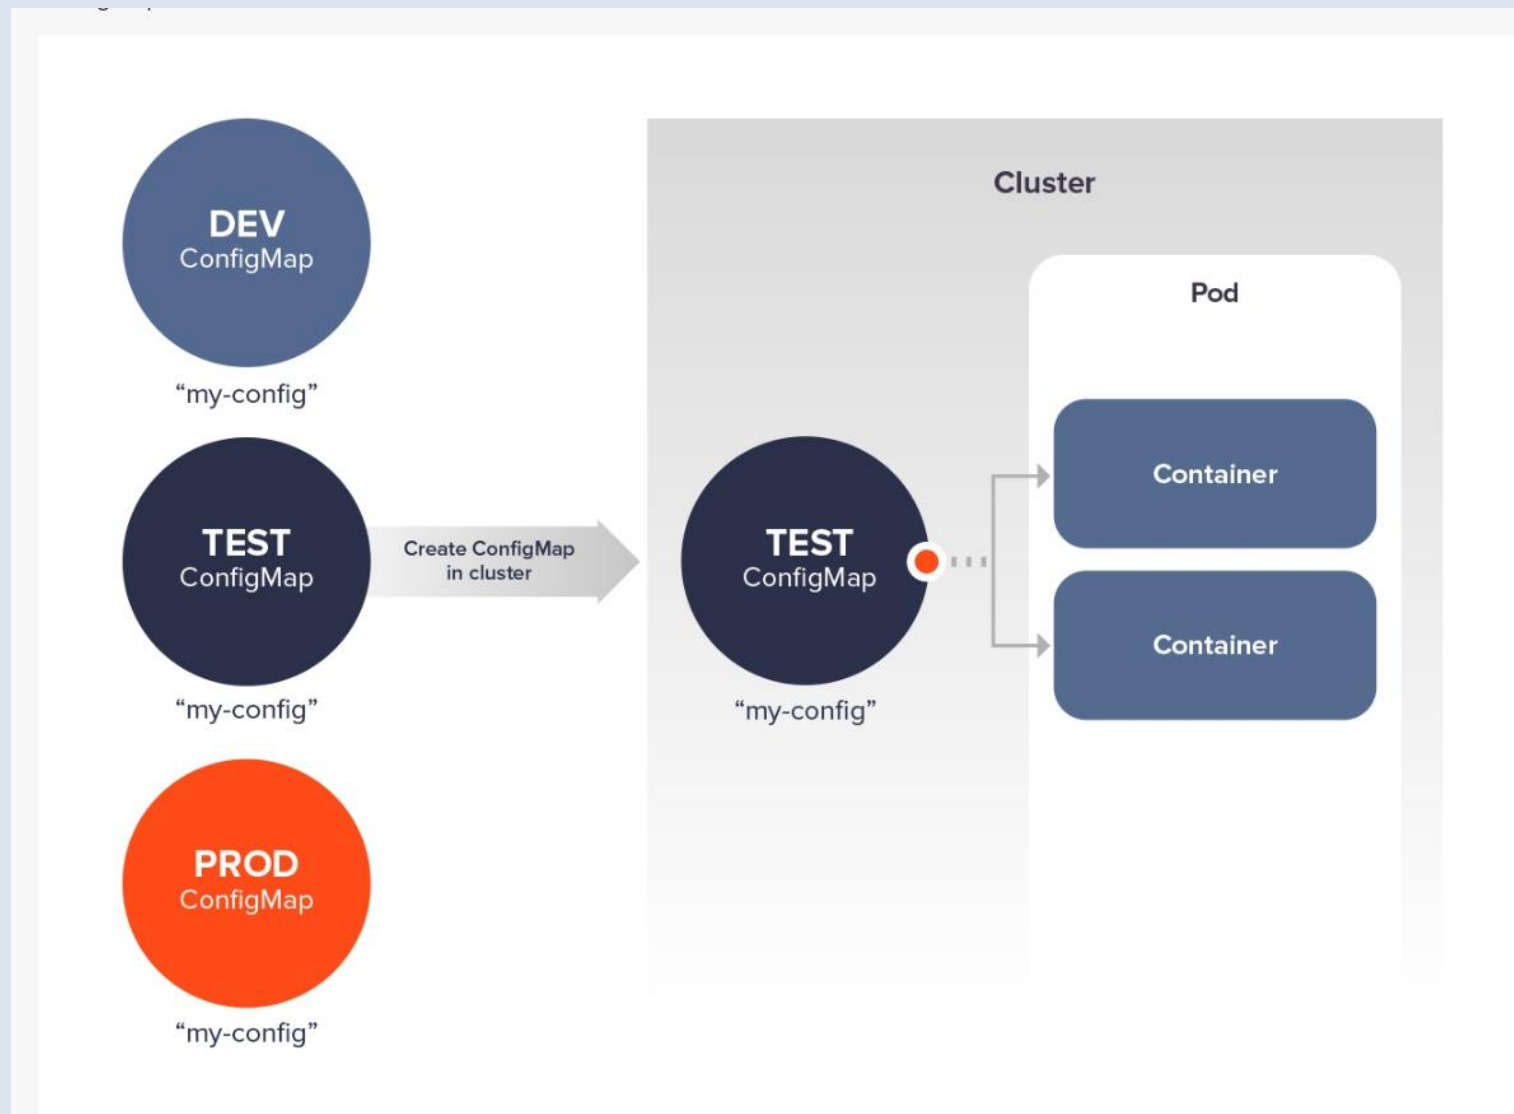 DEV
ConfigMap
“my-config”
TEST
ConfigMap
“my-config”
PROD
ConfigMap
“my-config”
Create ConfigMap
in cluster
Cluster
TEST
ConfigMap
“my-config”
Pod
Container
Container